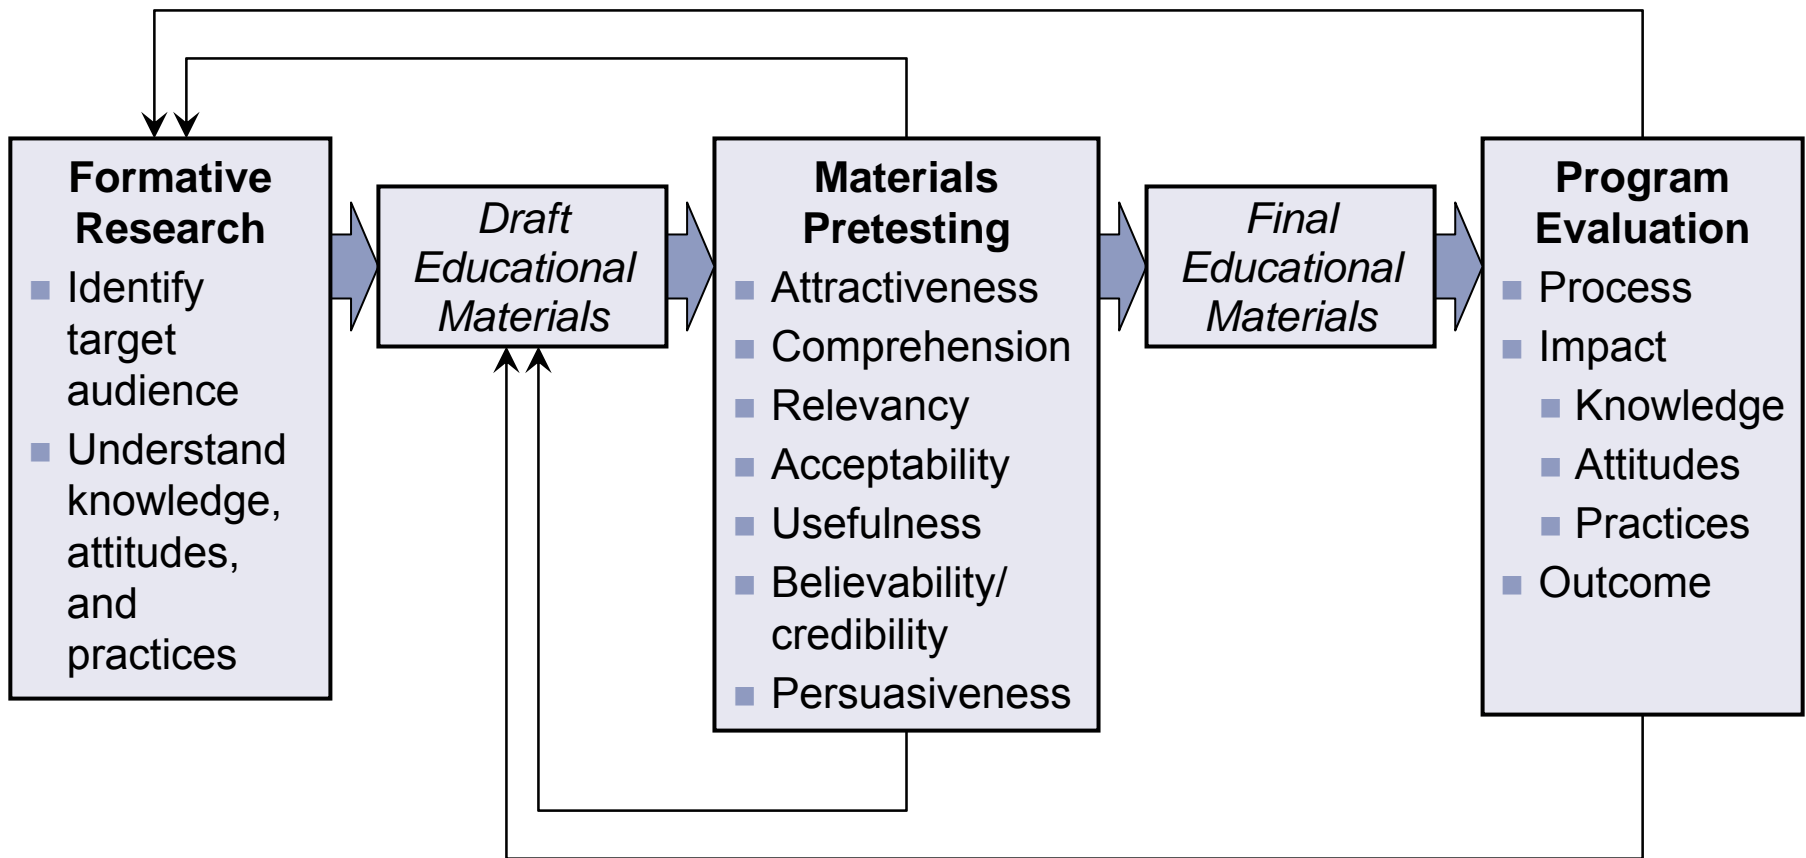 Formative
Research
Identify
target
audience
Understand
knowledge,
attitudes,
and
practices
Draft
Educational
Materials
Materials
Pretesting
Attractiveness
Comprehension
Relevancy
Acceptability
Usefulness
Believability/
credibility
Persuasiveness
Final
Educational
Materials
Program
Evaluation
Process
Impact
Knowledge
Attitudes
Practices
Outcome